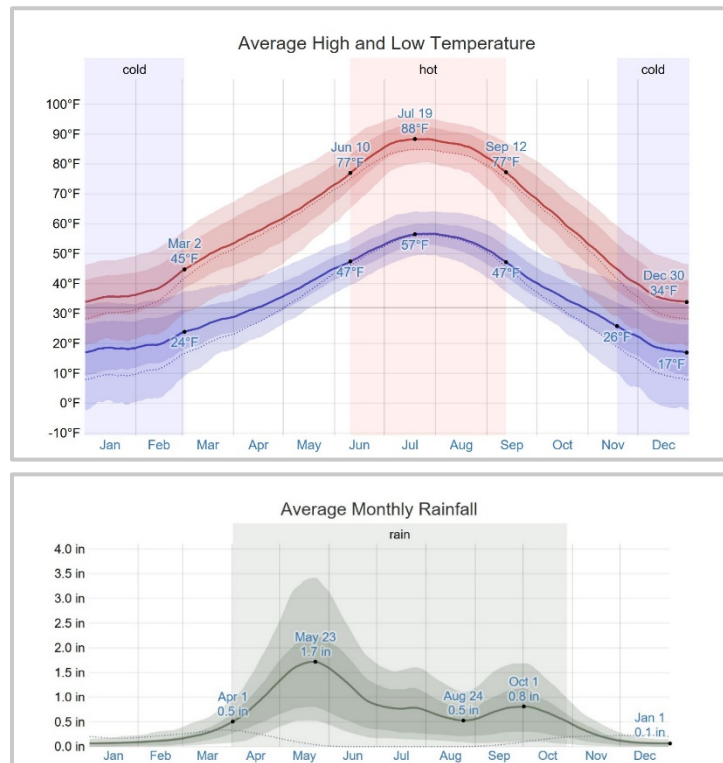 Average High and Low Temperature
cold hot cold
100°F
Jul 19
90°F
88°F
Jun 10 Sep 12
80°F
77°F 77°F
70°F
60°F
Mar 2
50°F
45°F 57°F
47°F 47°F
40°F
Dec 30
34°F
30°F
24°F 26°F
20°F
17°F
10°F
0°F
-10°F
Jan Feb Mar Apr May Jun Jul Aug Sep Oct Nov Dec
Average Monthly Rainfall
rain
4.0 in
3.5 in
3.0 in
2.5 in
May 23
2.0 in
1.7 in
1.5 in
Apr 1 Aug 24 Oct 1
1.0 in
0.5 in 0.5 in 0.8 in
Jan 1
0.5 in
0.1 in
0.0 in
Jan Feb Mar Apr May Jun Jul Aug Sep Oct Nov Dec